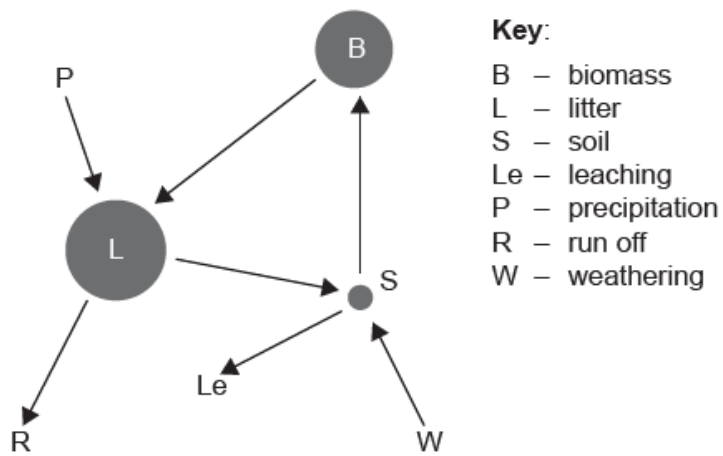 B
P
L
S
Le
R
W
Key:
B – biomass
L – litter
S – soil
Le – leaching
P – precipitation
R – run off
W – weathering